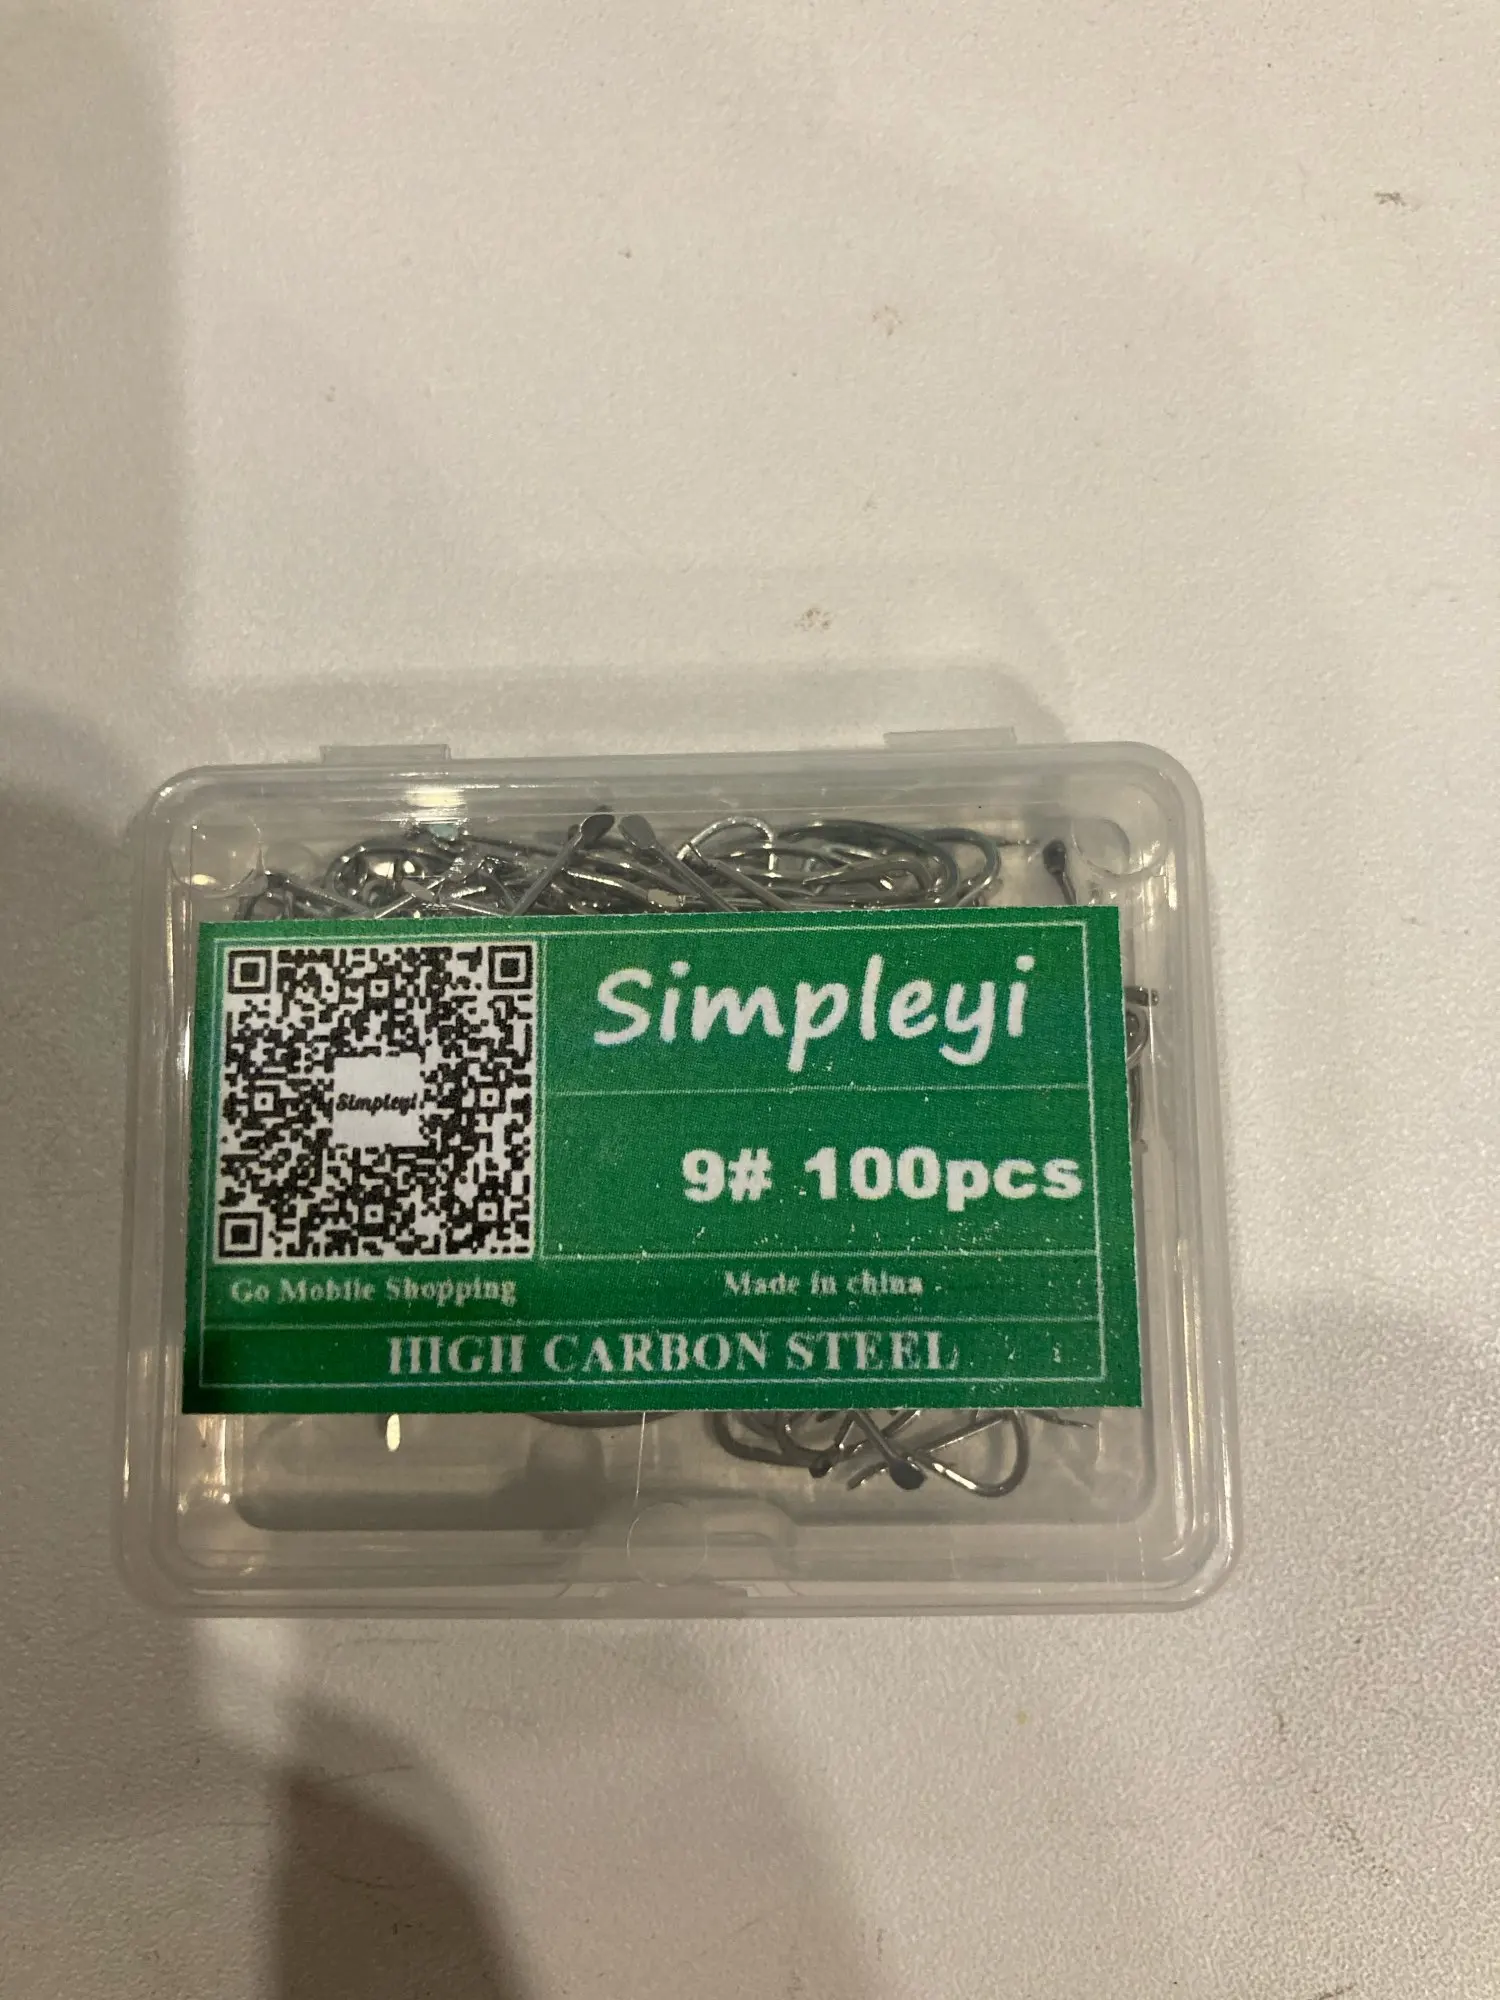 Simpleyi
Simpleyi
9# 100pcs
Go Mobile Shopping
Made in china
HIGH CARBON STEEL